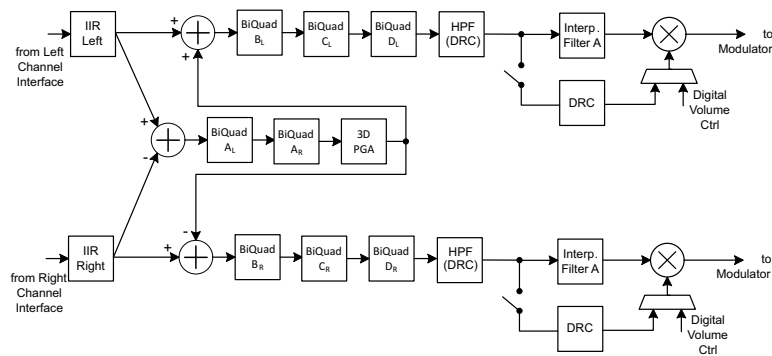 IIR
Left
from Left
Channel
Interface
+
+
BiQuad
BL
BiQuad
CL
BiQuad
DL
HPF
(DRC)
Interp.
Filter A
to
Modulator
DRC
Digital
Volume
Ctrl
+
-
BiQuad
AL
BiQuad
AR
3D
PGA
IIR
Right
from Right
Channel
Interface
+
-
BiQuad
BR
BiQuad
CR
BiQuad
DR
HPF
(DRC)
Interp.
Filter A
to
Modulator
DRC
Digital
Volume
Ctrl